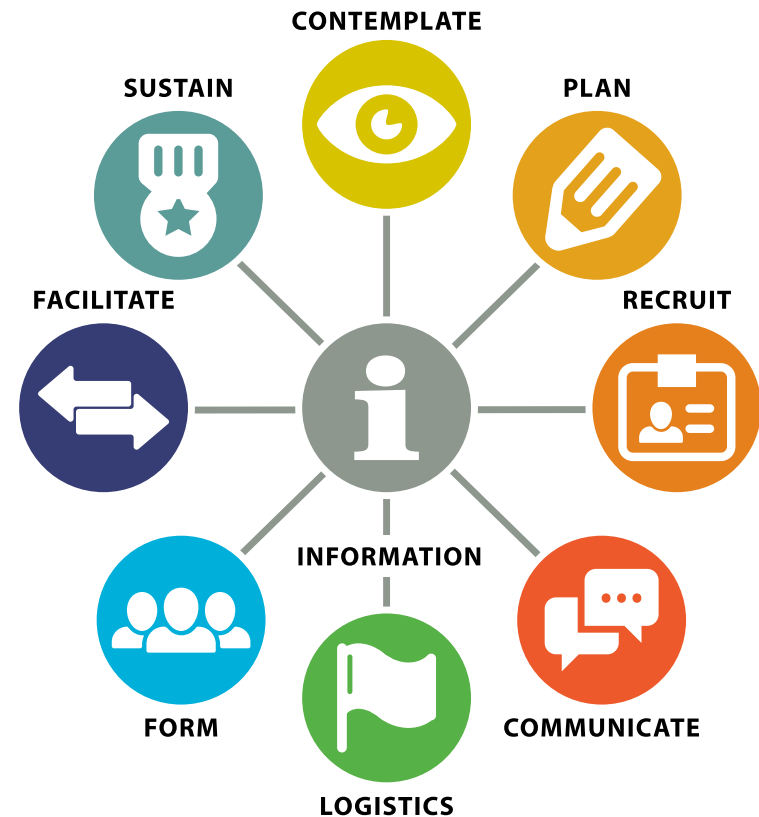 CONTEMPLATE
SUSTAIN
PLAN
FACILITATE
RECRUIT
i
INFORMATION
FORM
COMMUNICATE
LOGISTICS